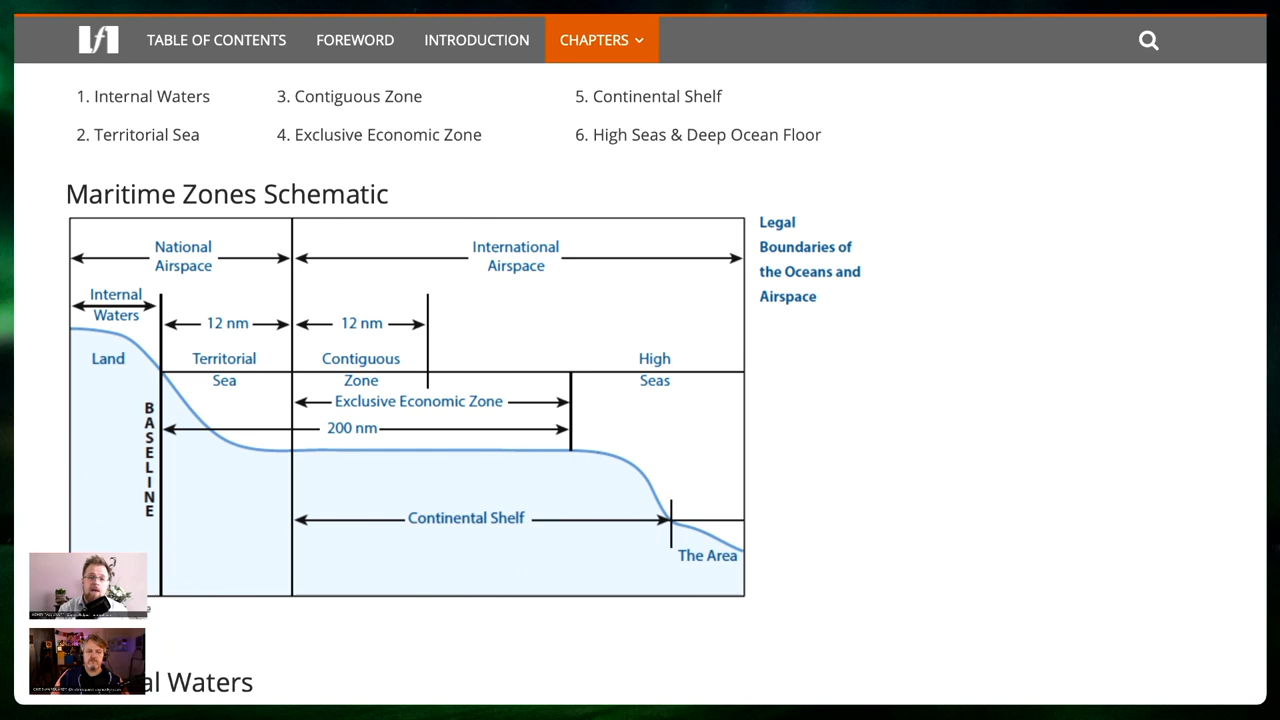 TABLE OF CONTENTS FOREWORD INTRODUCTION CHAPTERS
1. Internal Waters 3. Contiguous Zone 5. Continental Shelf
2. Territorial Sea 4. Exclusive Economic Zone 6. High Seas & Deep Ocean Floor
Maritime Zones Schematic
Legal
Boundaries of
the Oceans and
Airspace
National
Airspace
International
Airspace
Internal
Waters
12 nm
12 nm
Land
Territorial
Sea
Contiguous
Zone
High
Seas
Exclusive Economic Zone
200 nm
BASELINE
Continental Shelf
The Area
al Waters